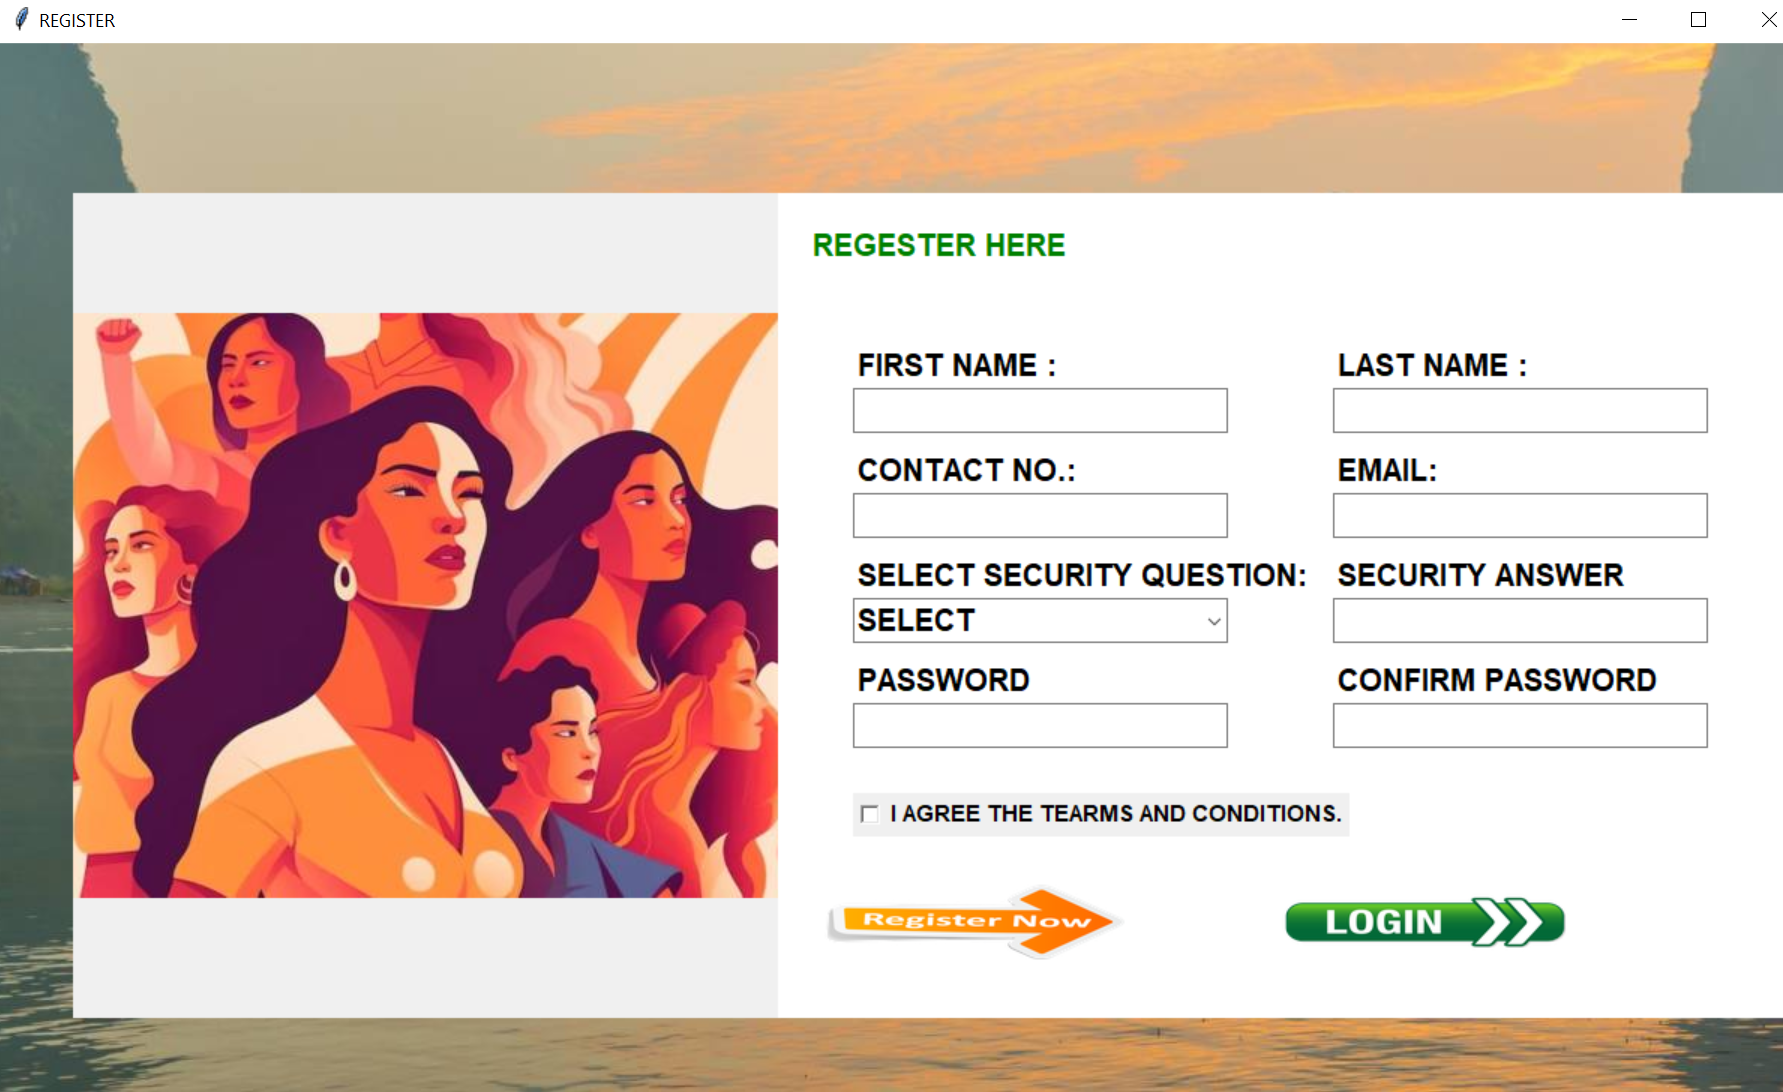 REGISTER
REGESTER HERE
FIRST NAME :
LAST NAME :
CONTACT NO.:
EMAIL:
SELECT SECURITY QUESTION:
SECURITY ANSWER
SELECT
PASSWORD
CONFIRM PASSWORD
I AGREE THE TEARMS AND CONDITIONS.
Register Now
LOGIN